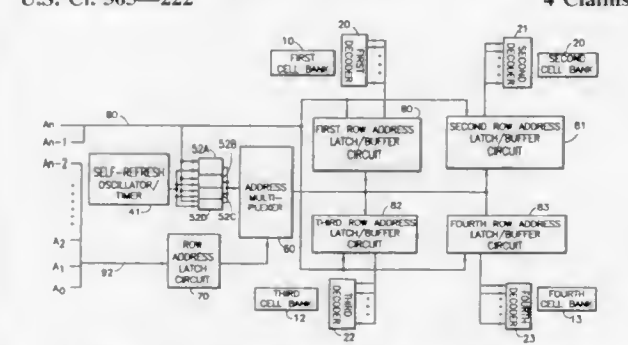 U.S. Cl. 365—222
4 Claims
20
21
10
FIRST CELL BANK
FIRST DECODER
SECOND DECODER
20
SECOND CELL BANK
An
80
80
An-1
FIRST ROW ADDRESS LATCH/BUFFER CIRCUIT
SECOND ROW ADDRESS LATCH/BUFFER CIRCUIT
81
An-2
52A
52B
SELF-REFRESH OSCILLATOR/TIMER
ADDRESS MULTI-PLEXER
41
52D
52C
60
82
83
THIRD ROW ADDRESS LATCH/BUFFER CIRCUIT
FOURTH ROW ADDRESS LATCH/BUFFER CIRCUIT
A2
A1
A0
92
ROW ADDRESS LATCH CIRCUIT
70
THIRD CELL BANK
12
THIRD DECODER
22
FOURTH DECODER
23
FOURTH CELL BANK
13